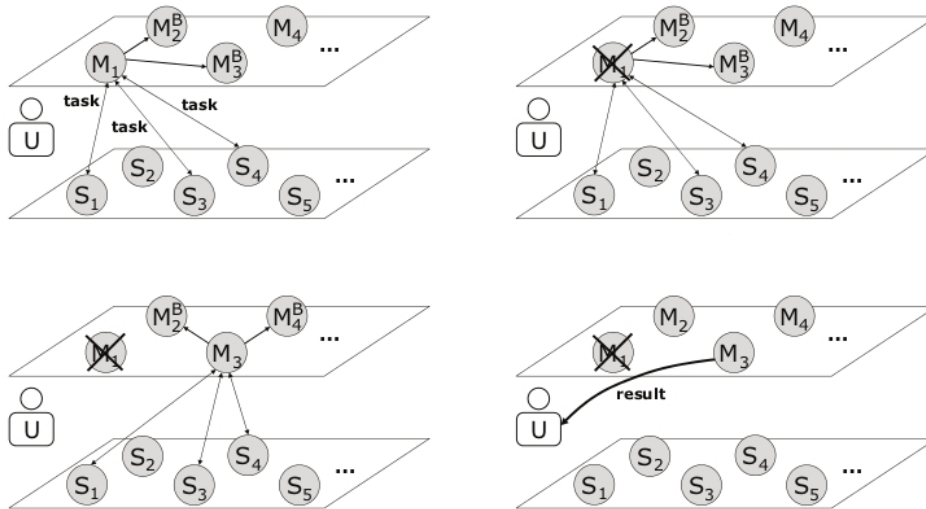 M₂ᴮ M₄ ...
M₁ M₃ᴮ
task task
task
U
S₂ S₄ ...
S₁ S₃ S₅
M₂ᴮ M₄ ...
M₁ M₃ᴮ
U
S₂ S₄ ...
S₁ S₃ S₅
M₂ᴮ M₄ᴮ ...
M₁ M₃
U
S₂ S₄ ...
S₁ S₃ S₅
M₂ M₄ ...
M₁ M₃
result
U
S₂ S₄ ...
S₁ S₃ S₅